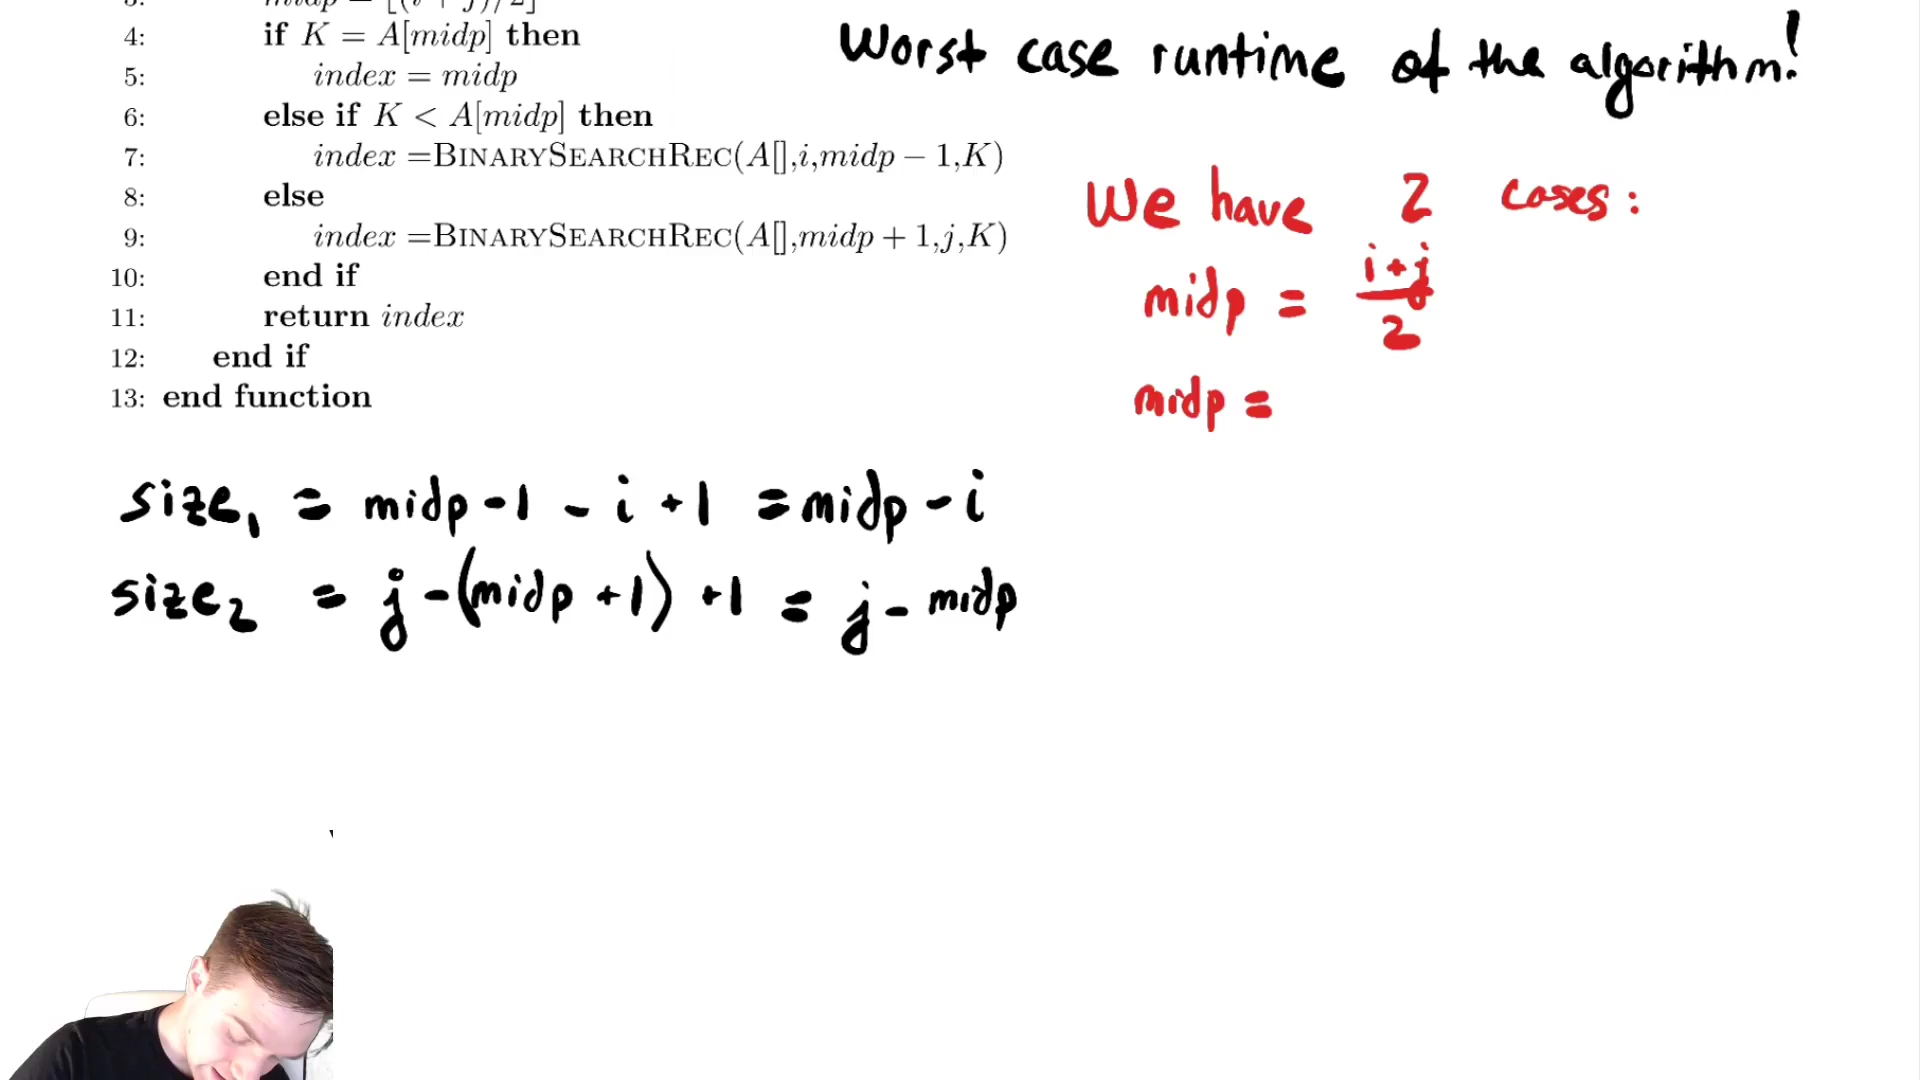 3: midp = ⌊(i + j)/2⌋
4: if K = A[midp] then
5: index = midp
6: else if K < A[midp] then
7: index =BINARYSEARCHREC(A[],i,midp − 1,K)
8: else
9: index =BINARYSEARCHREC(A[],midp + 1,j,K)
10: end if
11: return index
12: end if
13: end function
Worst case runtime of the algorithm!
We have 2 cases:
midp = i+j
2
midp =
size₁ = midp - 1 - i + 1 = midp - i
size₂ = j - (midp + 1) + 1 = j - midp